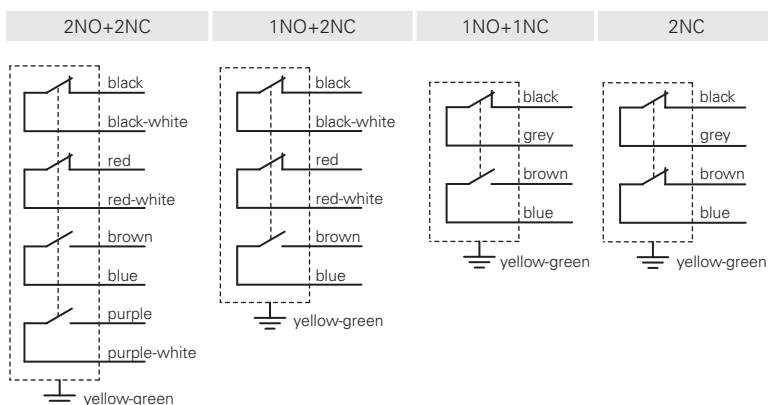 2NO+2NC
black
black-white
red
red-white
brown
blue
purple
purple-white
yellow-green
1NO+2NC
black
black-white
red
red-white
brown
blue
yellow-green
1NO+1NC
black
grey
brown
blue
yellow-green
2NC
black
grey
brown
blue
yellow-green